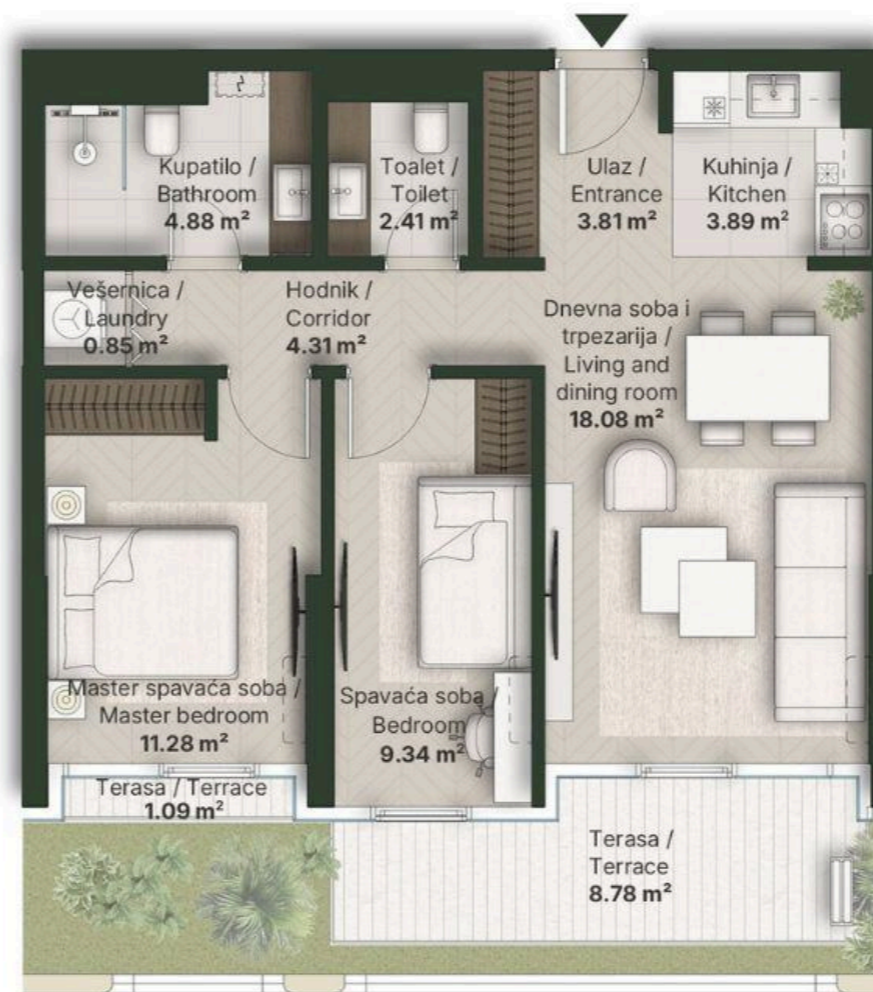 Kupatilo /
Bathroom
4.88 m²
Toalet /
Toilet
2.41 m²
Ulaz /
Entrance
3.81 m²
Kuhinja /
Kitchen
3.89 m²
Vešernica /
Laundry
0.85 m²
Hodnik /
Corridor
4.31 m²
Dnevna soba i
trpezarija /
Living and
dining room
18.08 m²
Master spavaća soba /
Master bedroom
11.28 m²
Spavaća soba /
Bedroom
9.34 m²
Terasa / Terrace
1.09 m²
Terasa /
Terrace
8.78 m²